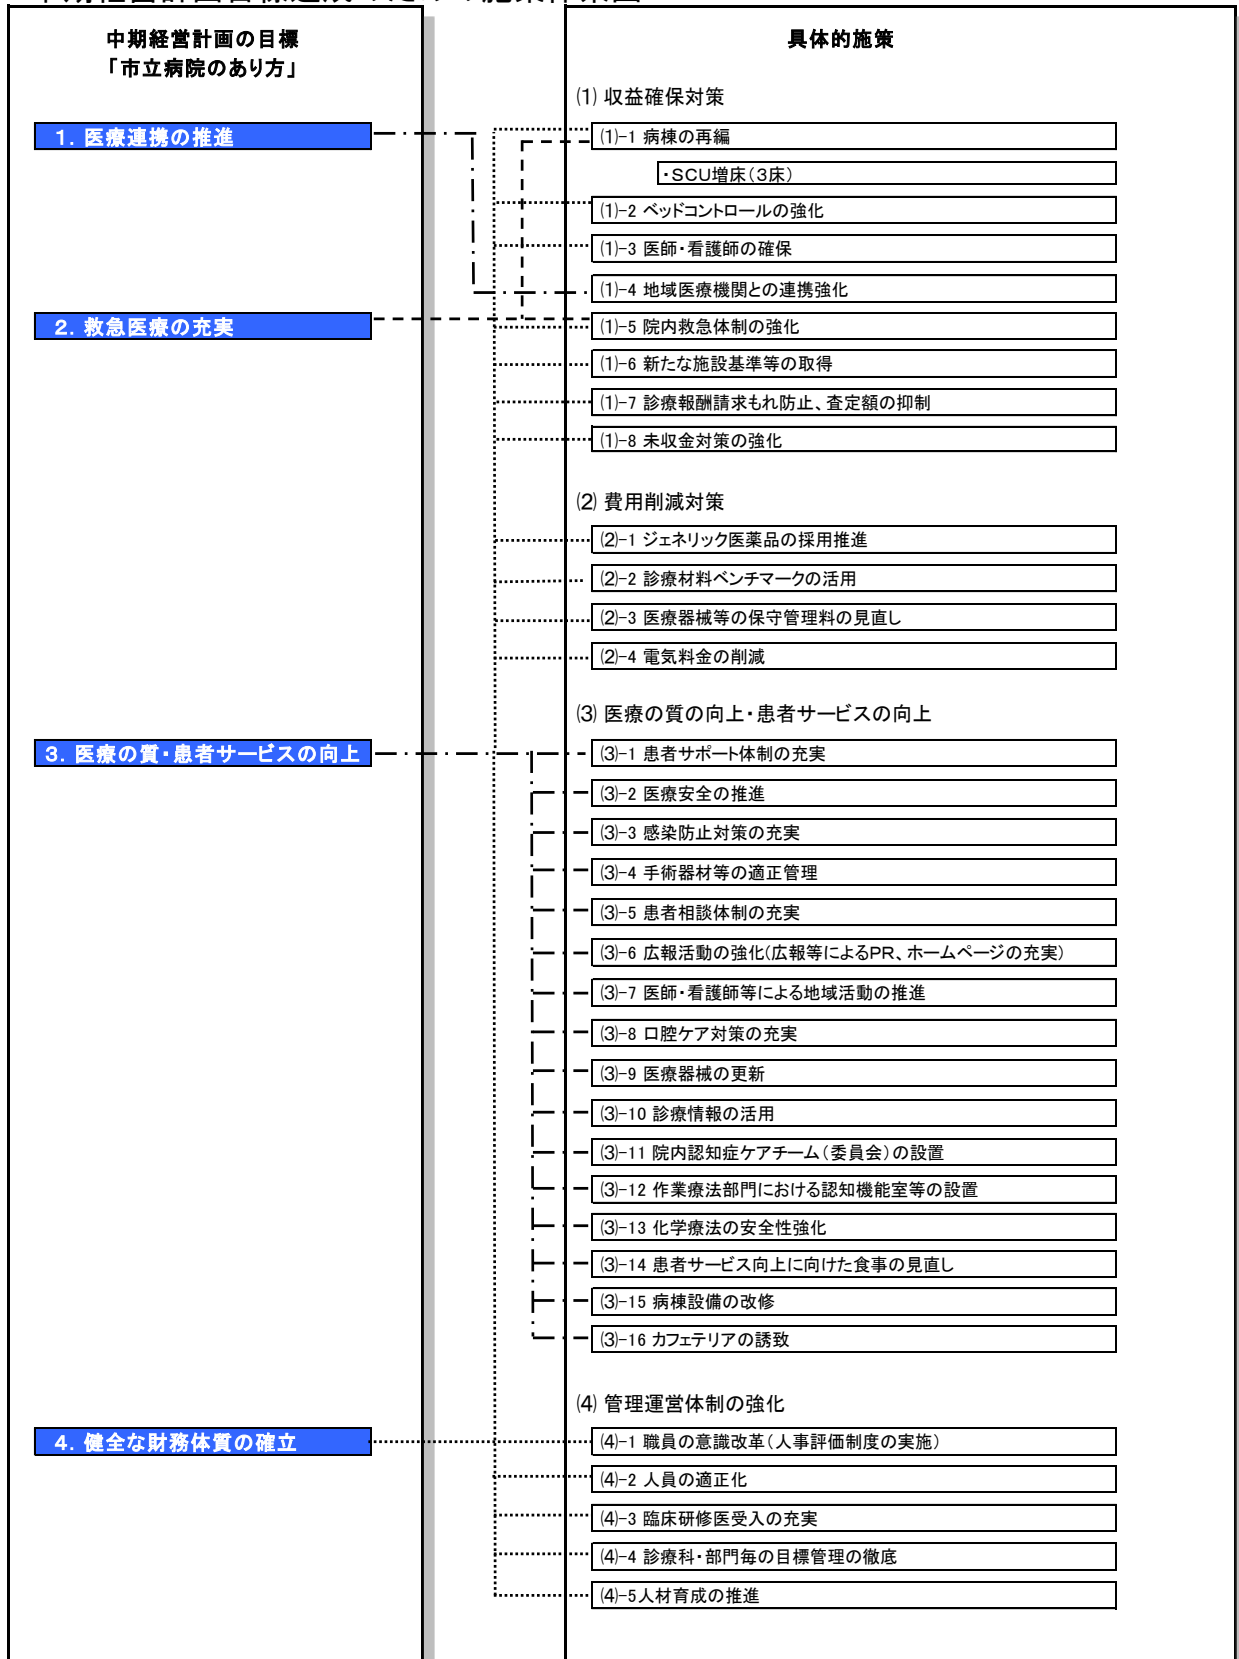 中期経営計画の目標
「市立病院のあり方」
1. 医療連携の推進
2. 救急医療の充実
3. 医療の質・患者サービスの向上
4. 健全な財務体質の確立
具体的施策
⑴ 収益確保対策
⑴-1 病棟の再編
・SCU増床(3床)
⑴-2 ベッドコントロールの強化
⑴-3 医師・看護師の確保
⑴-4 地域医療機関との連携強化
⑴-5 院内救急体制の強化
⑴-6 新たな施設基準等の取得
⑴-7 診療報酬請求もれ防止、査定額の抑制
⑴-8 未収金対策の強化
⑵ 費用削減対策
⑵-1 ジェネリック医薬品の採用推進
⑵-2 診療材料ベンチマークの活用
⑵-3 医療器械等の保守管理料の見直し
⑵-4 電気料金の削減
⑶ 医療の質の向上・患者サービスの向上
⑶-1 患者サポート体制の充実
⑶-2 医療安全の推進
⑶-3 感染防止対策の充実
⑶-4 手術器材等の適正管理
⑶-5 患者相談体制の充実
⑶-6 広報活動の強化(広報等によるPR、ホームページの充実)
⑶-7 医師・看護師等による地域活動の推進
⑶-8 口腔ケア対策の充実
⑶-9 医療器械の更新
⑶-10 診療情報の活用
⑶-11 院内認知症ケアチーム(委員会)の設置
⑶-12 作業療法部門における認知機能室等の設置
⑶-13 化学療法の安全性強化
⑶-14 患者サービス向上に向けた食事の見直し
⑶-15 病棟設備の改修
⑶-16 カフェテリアの誘致
⑷ 管理運営体制の強化
⑷-1 職員の意識改革(人事評価制度の実施)
⑷-2 人員の適正化
⑷-3 臨床研修医受入の充実
⑷-4 診療科・部門毎の目標管理の徹底
⑷-5人材育成の推進